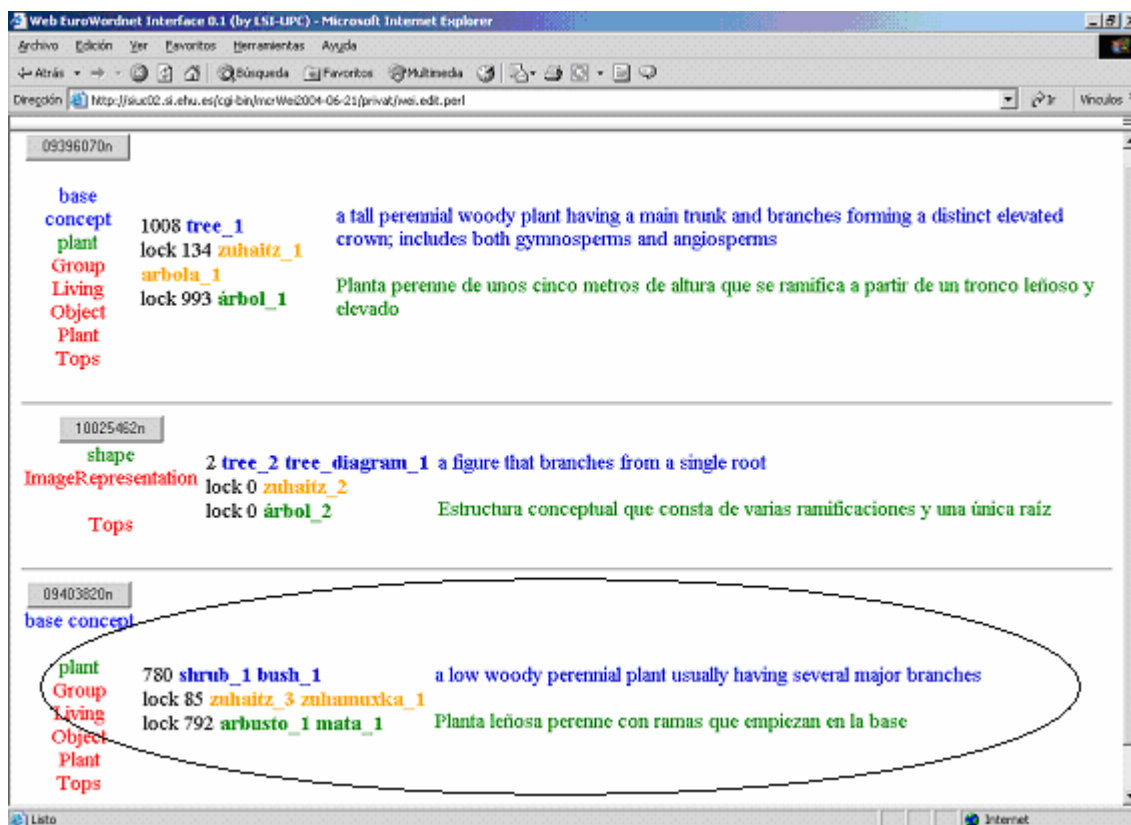 Web EuroWordnet Interface 0.1 (by LSI-UPC) - Microsoft Internet Explorer
Archivo Edición Ver Favoritos Herramientas Ayuda
Atrás Búsqueda Favoritos Multimedia
Dirección http://siuc02.si.ehu.es/cgi-bin/mcrWei2004-06-21/privat/wei.edit.perl Ir Vínculos
09396070n
base
concept
plant
Group
Living
Object
Plant
Tops
1008 tree_1
lock 134 zuhaitz_1
arbola_1
lock 993 árbol_1
a tall perennial woody plant having a main trunk and branches forming a distinct elevated
crown; includes both gymnosperms and angiosperms
Planta perenne de unos cinco metros de altura que se ramifica a partir de un tronco leñoso y
elevado
10025462n
shape
ImageRepresentation
Tops
2 tree_2 tree_diagram_1
lock 0 zuhaitz_2
lock 0 árbol_2
a figure that branches from a single root
Estructura conceptual que consta de varias ramificaciones y una única raíz
09403820n
base concept
plant
Group
Living
Object
Plant
Tops
780 shrub_1 bush_1
lock 85 zuhaitz_3 zuhamuxka_1
lock 792 arbusto_1 mata_1
a low woody perennial plant usually having several major branches
Planta leñosa perenne con ramas que empiezan en la base
Listo Internet